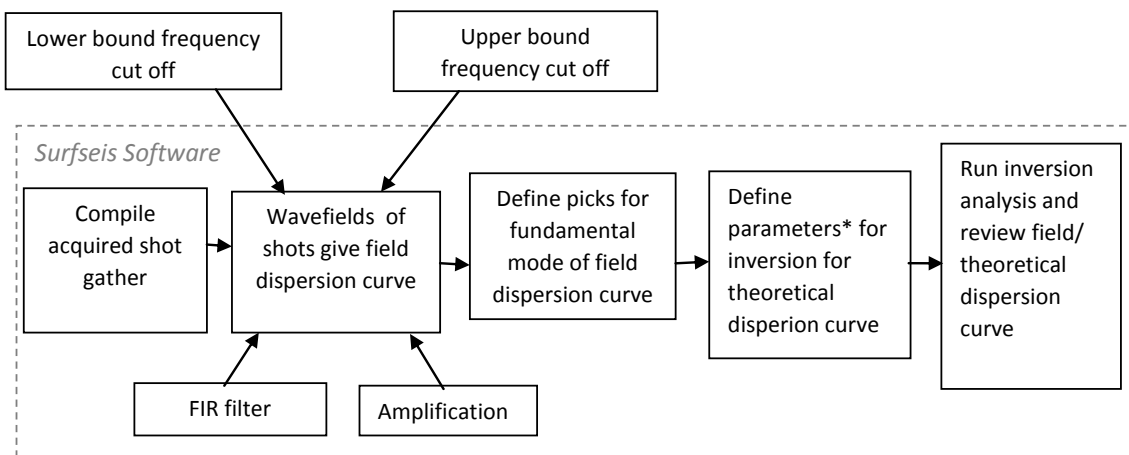 Lower bound frequency
cut off
Upper bound
frequency cut off
Surfseis Software
Compile
acquired shot
gather
Wavefields of
shots give field
dispersion curve
Define picks for
fundamental
mode of field
dispersion curve
Define
parameters* for
inversion for
theoretical
disperion curve
Run inversion
analysis and
review field/
theoretical
dispersion
curve
FIR filter
Amplification